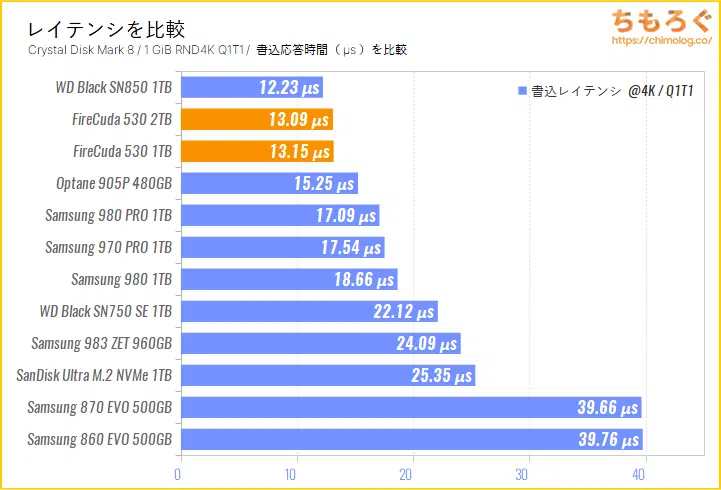 レイテンシを比較
Crystal Disk Mark 8 / 1 GiB RND4K Q1T1 / 書込応答時間（μs）を比較
ちもろぐ
https://chimolog.co/
書込レイテンシ @4K / Q1T1
WD Black SN850 1TB 12.23 μs
FireCuda 530 2TB 13.09 μs
FireCuda 530 1TB 13.15 μs
Optane 905P 480GB 15.25 μs
Samsung 980 PRO 1TB 17.09 μs
Samsung 970 PRO 1TB 17.54 μs
Samsung 980 1TB 18.66 μs
WD Black SN750 SE 1TB 22.12 μs
Samsung 983 ZET 960GB 24.09 μs
SanDisk Ultra M.2 NVMe 1TB 25.35 μs
Samsung 870 EVO 500GB 39.66 μs
Samsung 860 EVO 500GB 39.76 μs
0 10 20 30 40